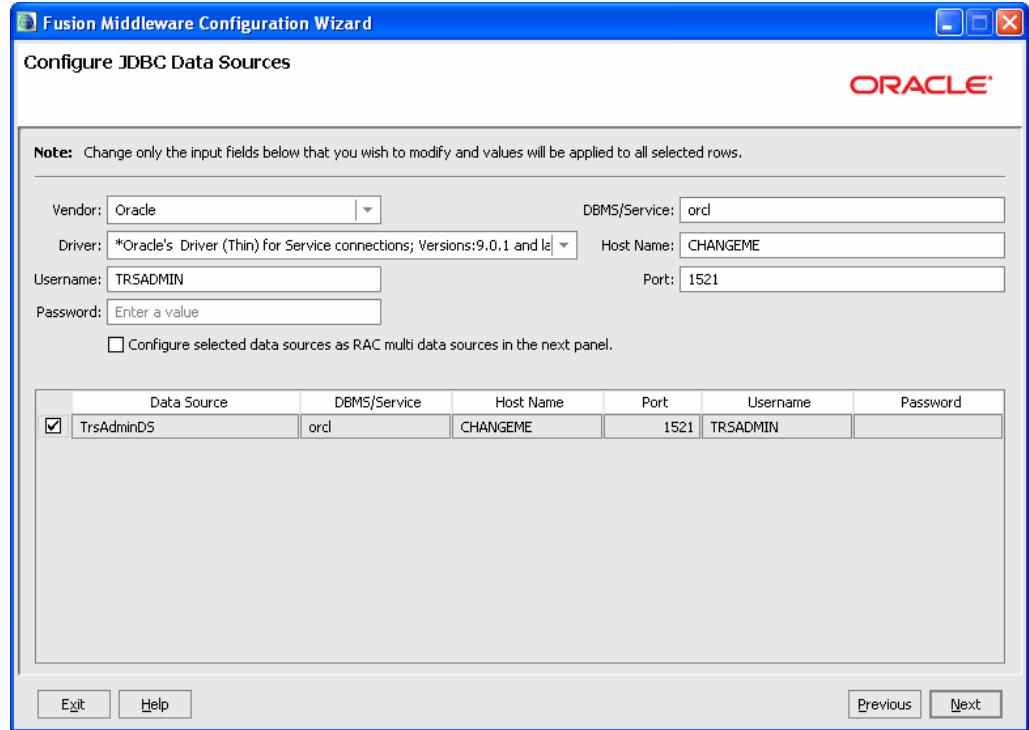 Fusion Middleware Configuration Wizard
Configure JDBC Data Sources
ORACLE
Note: Change only the input fields below that you wish to modify and values will be applied to all selected rows.
Vendor: Oracle DBMS/Service: orcl
Driver: *Oracle's Driver (Thin) for Service connections; Versions:9.0.1 and la Host Name: CHANGEME
Username: TRSADMIN Port: 1521
Password: Enter a value
Configure selected data sources as RAC multi data sources in the next panel.
Data Source DBMS/Service Host Name Port Username Password
TrsAdminDS orcl CHANGEME 1521 TRSADMIN
Exit Help Previous Next